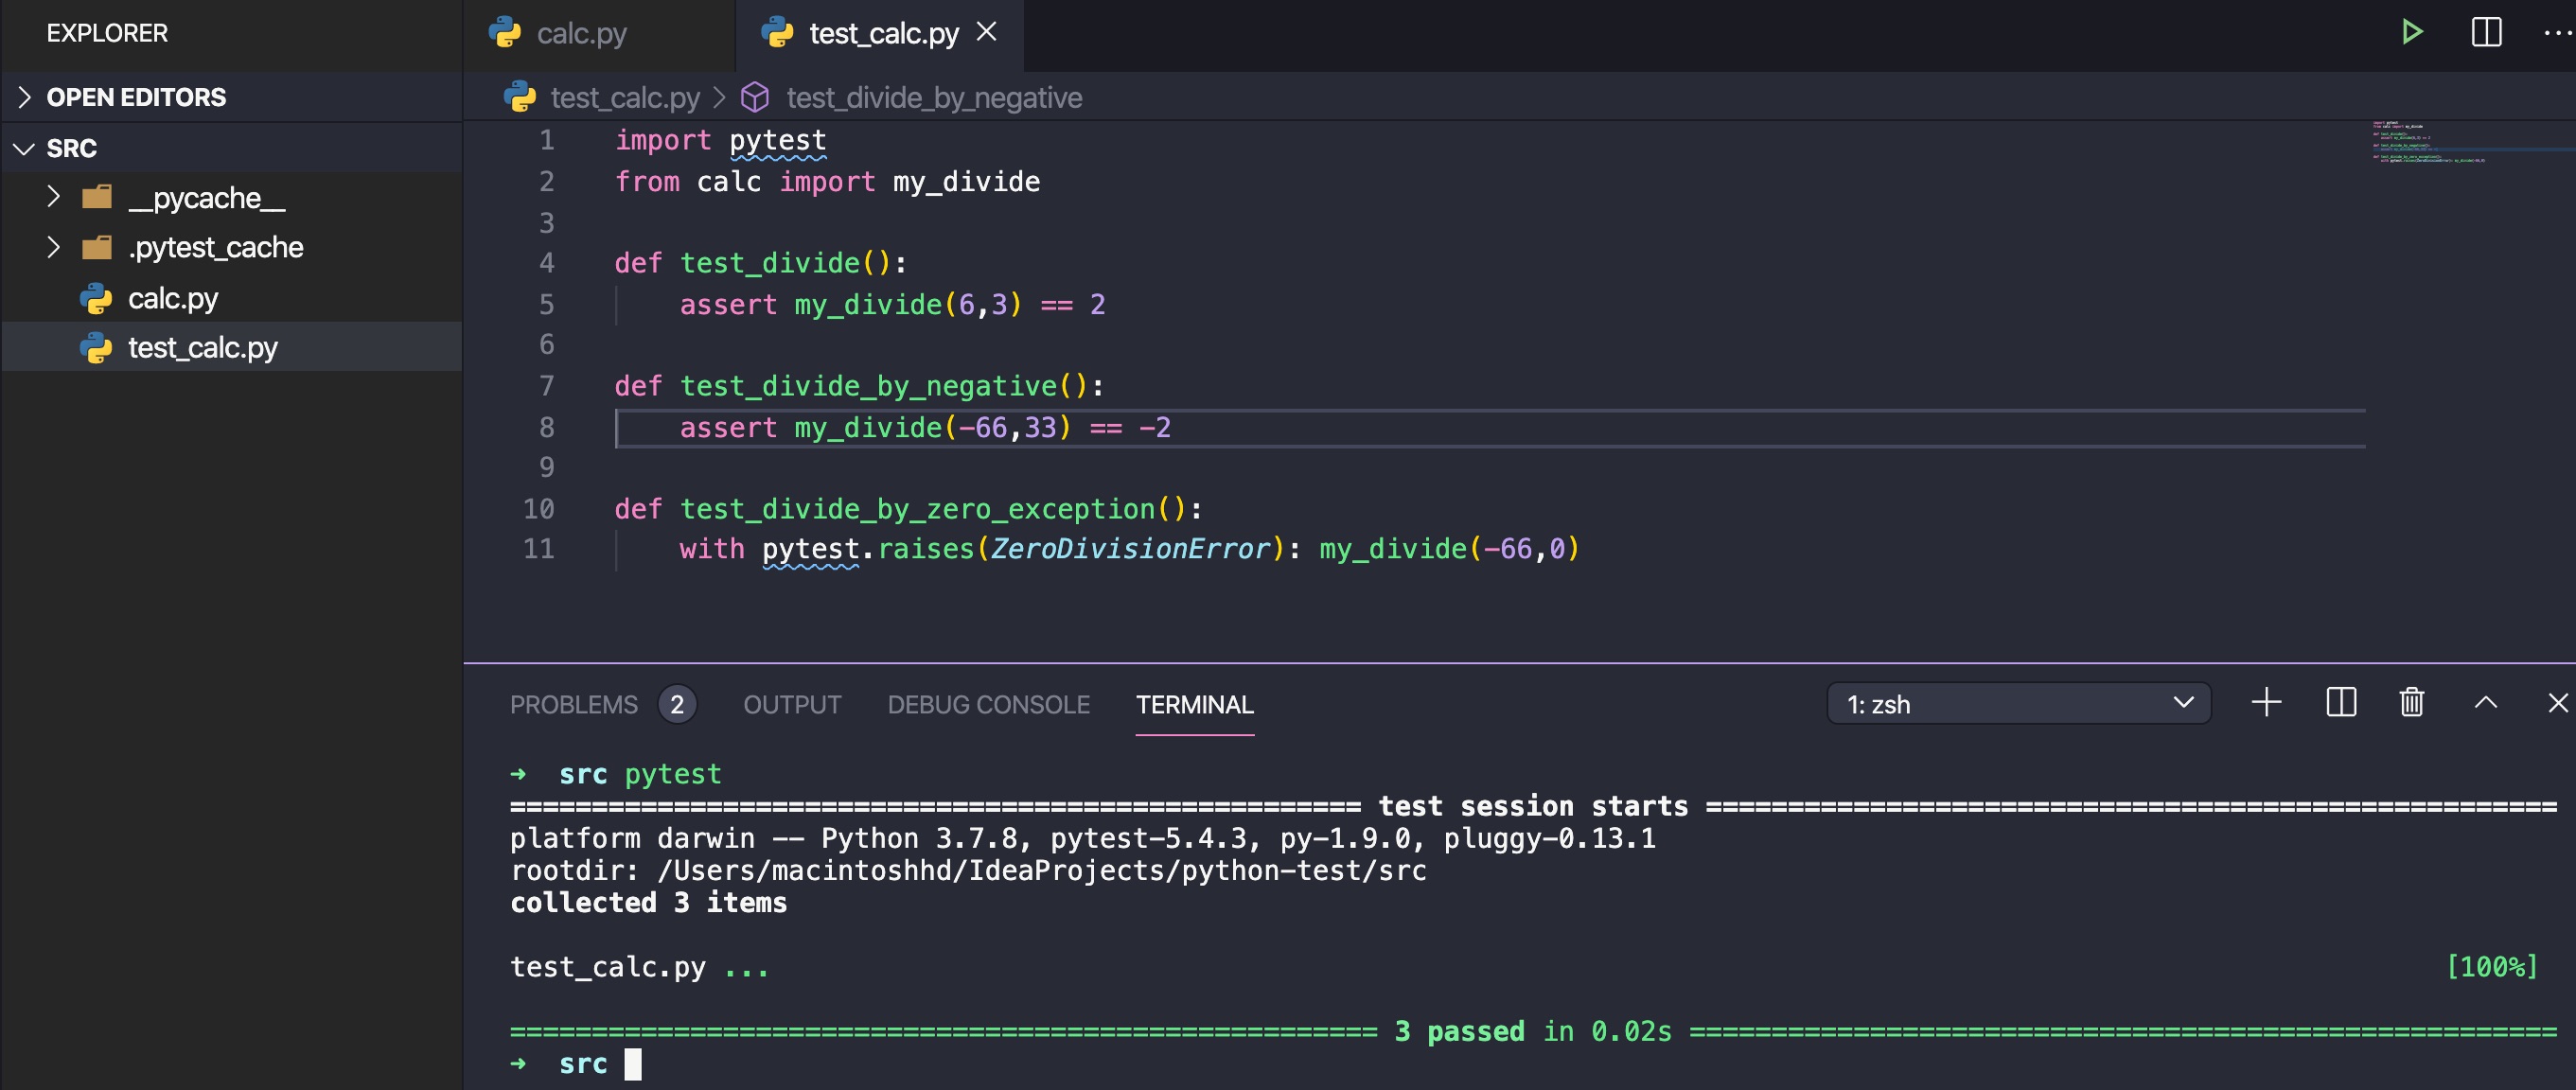 EXPLORER
OPEN EDITORS
SRC
__pycache__
.pytest_cache
calc.py
test_calc.py
calc.py test_calc.py
test_calc.py > test_divide_by_negative
1 import pytest
2 from calc import my_divide
3
4 def test_divide():
5 assert my_divide(6,3) == 2
6
7 def test_divide_by_negative():
8 assert my_divide(-66,33) == -2
9
10 def test_divide_by_zero_exception():
11 with pytest.raises(ZeroDivisionError): my_divide(-66,0)
PROBLEMS 2 OUTPUT DEBUG CONSOLE TERMINAL 1: zsh
➜ src pytest
==================================================== test session starts ====================================================
platform darwin -- Python 3.7.8, pytest-5.4.3, py-1.9.0, pluggy-0.13.1
rootdir: /Users/macintoshhd/IdeaProjects/python-test/src
collected 3 items
test_calc.py ... [100%]
===================================================== 3 passed in 0.02s =====================================================
➜ src